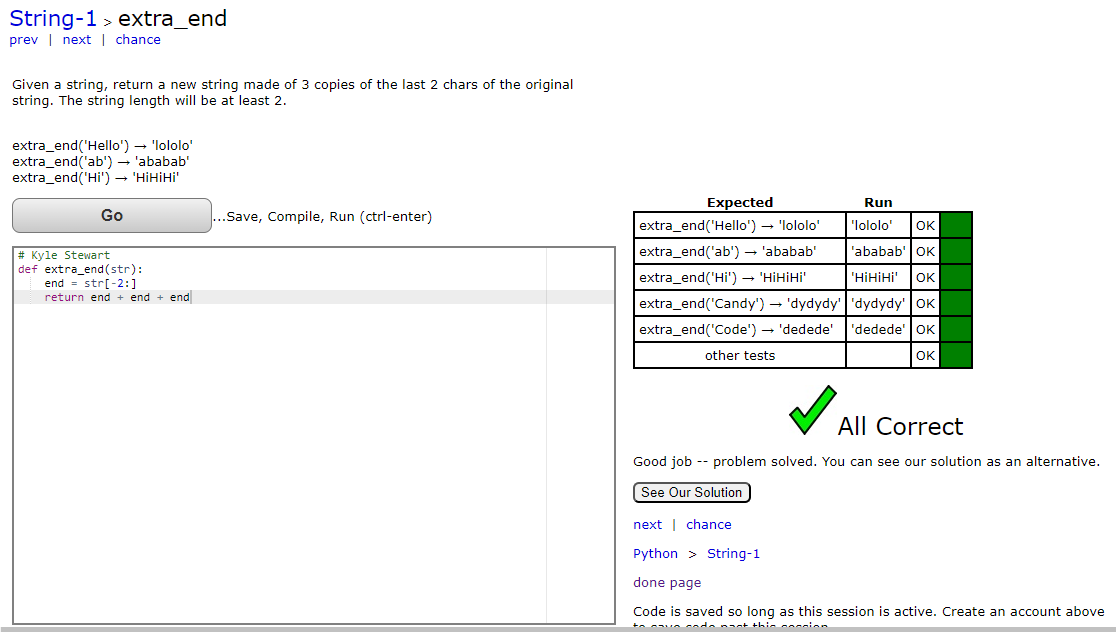 String-1 > extra_end
prev | next | chance
Given a string, return a new string made of 3 copies of the last 2 chars of the original
string. The string length will be at least 2.
extra_end('Hello') → 'lololo'
extra_end('ab') → 'ababab'
extra_end('Hi') → 'HiHiHi'
Go ...Save, Compile, Run (ctrl-enter)
# Kyle Stewart
def extra_end(str):
    end = str[-2:]
    return end + end + end
Expected Run
extra_end('Hello') → 'lololo' 'lololo' OK
extra_end('ab') → 'ababab' 'ababab' OK
extra_end('Hi') → 'HiHiHi' 'HiHiHi' OK
extra_end('Candy') → 'dydydy' 'dydydy' OK
extra_end('Code') → 'dedede' 'dedede' OK
other tests OK
All Correct
Good job -- problem solved. You can see our solution as an alternative.
See Our Solution
next | chance
Python > String-1
done page
Code is saved so long as this session is active. Create an account above
to save code past this session